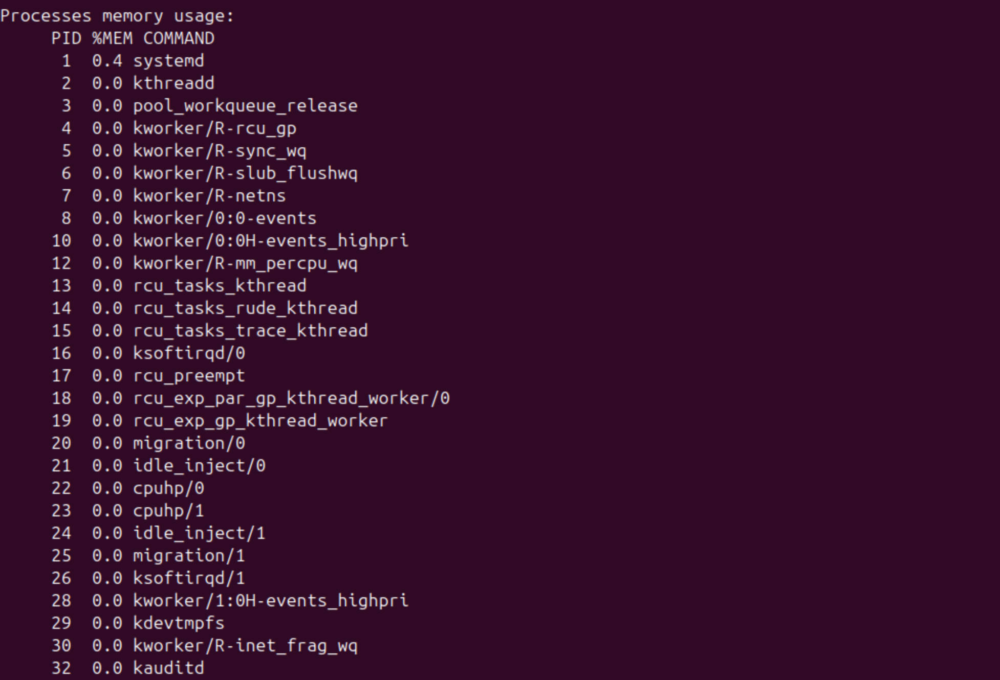 Processes memory usage:
    PID %MEM COMMAND
      1  0.4 systemd
      2  0.0 kthreadd
      3  0.0 pool_workqueue_release
      4  0.0 kworker/R-rcu_gp
      5  0.0 kworker/R-sync_wq
      6  0.0 kworker/R-slub_flushwq
      7  0.0 kworker/R-netns
      8  0.0 kworker/0:0-events
     10  0.0 kworker/0:0H-events_highpri
     12  0.0 kworker/R-mm_percpu_wq
     13  0.0 rcu_tasks_kthread
     14  0.0 rcu_tasks_rude_kthread
     15  0.0 rcu_tasks_trace_kthread
     16  0.0 ksoftirqd/0
     17  0.0 rcu_preempt
     18  0.0 rcu_exp_par_gp_kthread_worker/0
     19  0.0 rcu_exp_gp_kthread_worker
     20  0.0 migration/0
     21  0.0 idle_inject/0
     22  0.0 cpuhp/0
     23  0.0 cpuhp/1
     24  0.0 idle_inject/1
     25  0.0 migration/1
     26  0.0 ksoftirqd/1
     28  0.0 kworker/1:0H-events_highpri
     29  0.0 kdevtmpfs
     30  0.0 kworker/R-inet_frag_wq
     32  0.0 kauditd